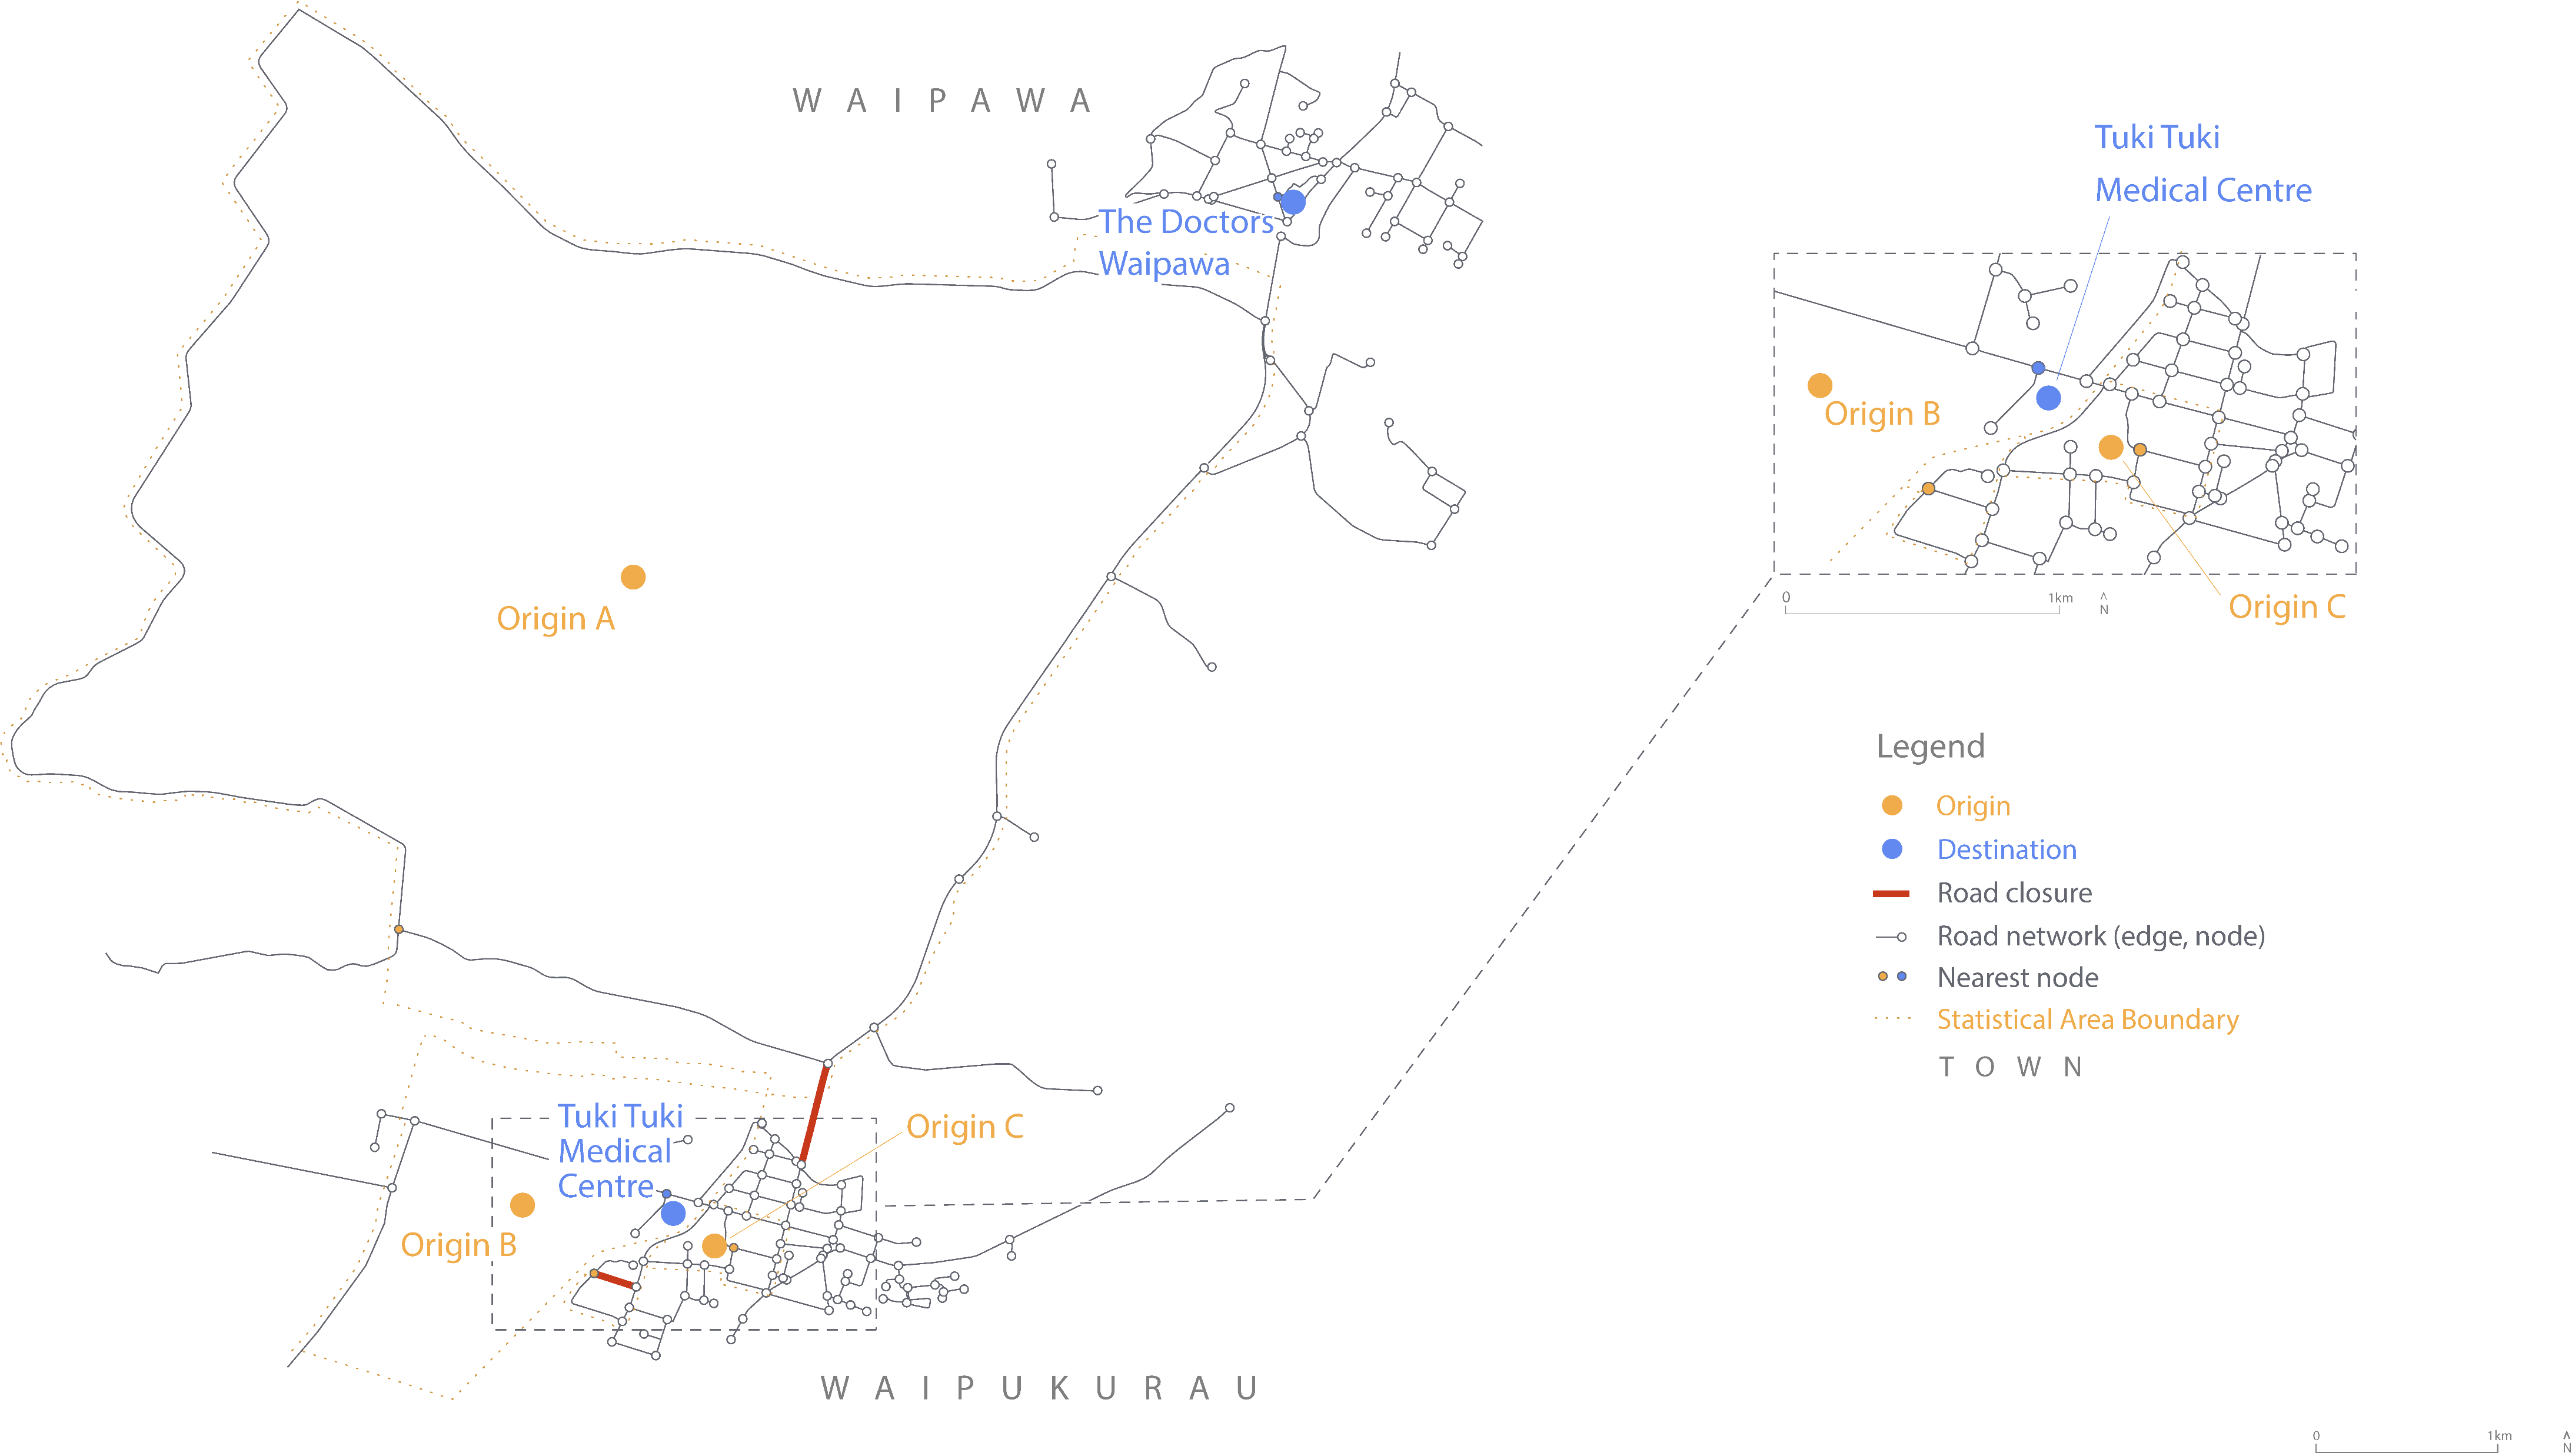 W A I P A W A
The Doctors
Waipawa
Origin A
Tuki Tuki
Medical
Centre
Origin B
Origin C
W A I P U K U R A U
Tuki Tuki
Medical Centre
Origin B
Origin C
0 1km ^
N
Legend
Origin
Destination
Road closure
Road network (edge, node)
Nearest node
Statistical Area Boundary
T O W N
0 1km ^
N